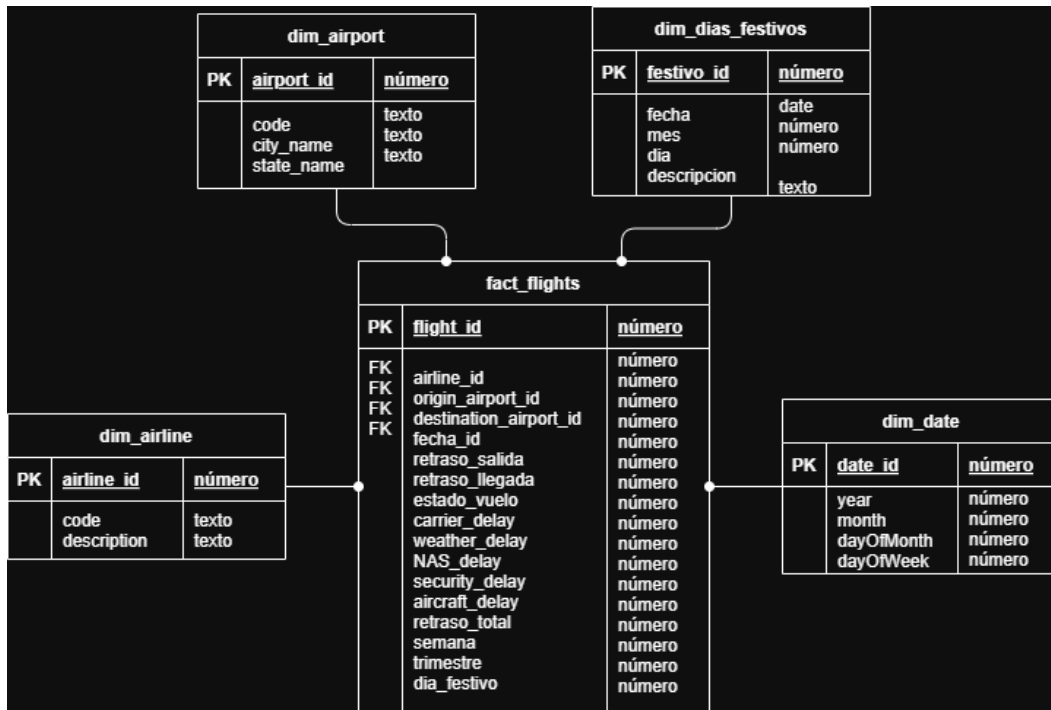 dim_airport
PK airport_id número
code texto
city_name texto
state_name texto
dim_dias_festivos
PK festivo_id número
fecha date
mes número
dia número
descripcion texto
fact_flights
PK flight_id número
FK airline_id número
FK origin_airport_id número
FK destination_airport_id número
FK fecha_id número
retraso_salida número
retraso_llegada número
estado_vuelo número
carrier_delay número
weather_delay número
NAS_delay número
security_delay número
aircraft_delay número
retraso_total número
semana número
trimestre número
dia_festivo número
número
dim_airline
PK airline_id número
code texto
description texto
dim_date
PK date_id número
year número
month número
dayOfMonth número
dayOfWeek número